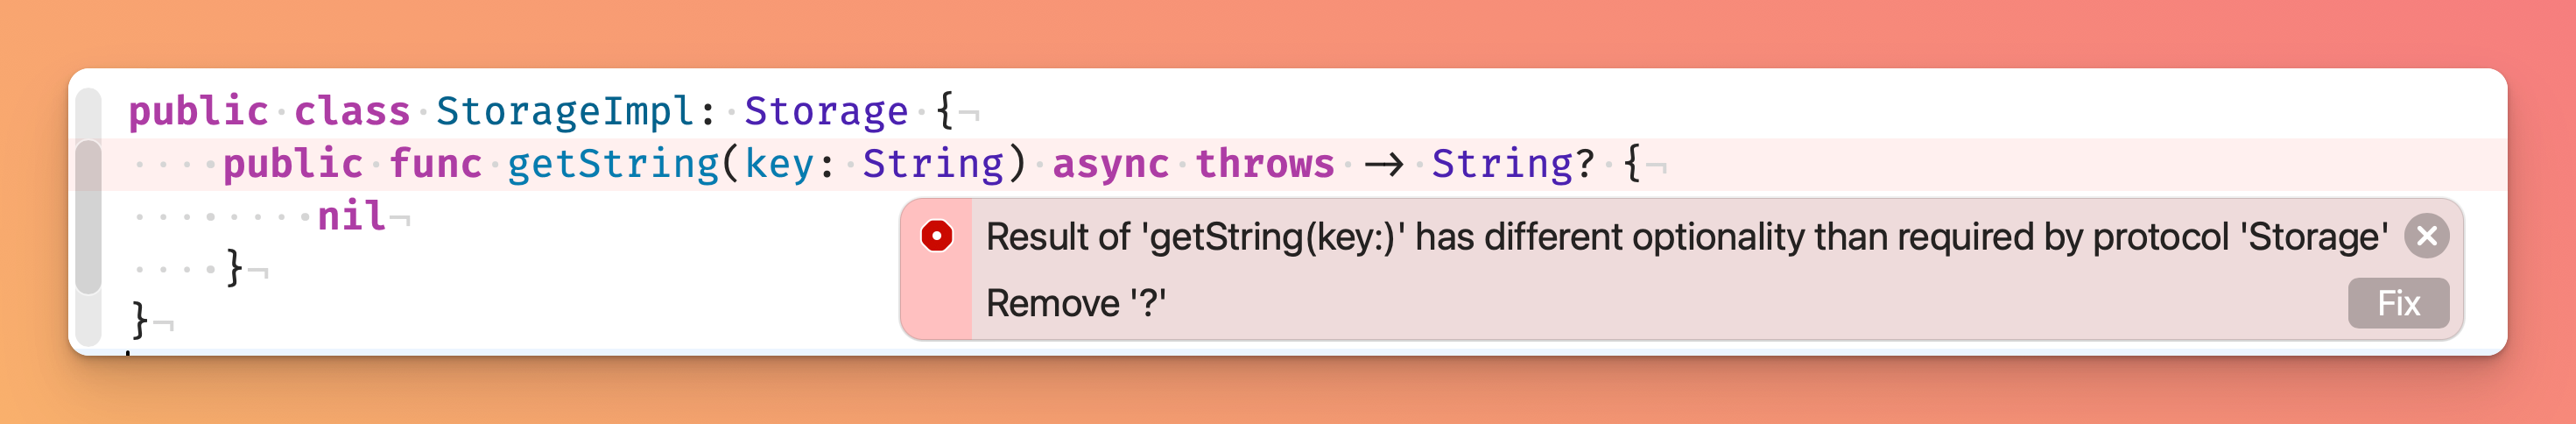 public class StorageImpl: Storage {
public func getString(key: String) async throws -> String? {
nil
Result of 'getString(key:)' has different optionality than required by protocol 'Storage'
Remove '?'
Fix
}
}